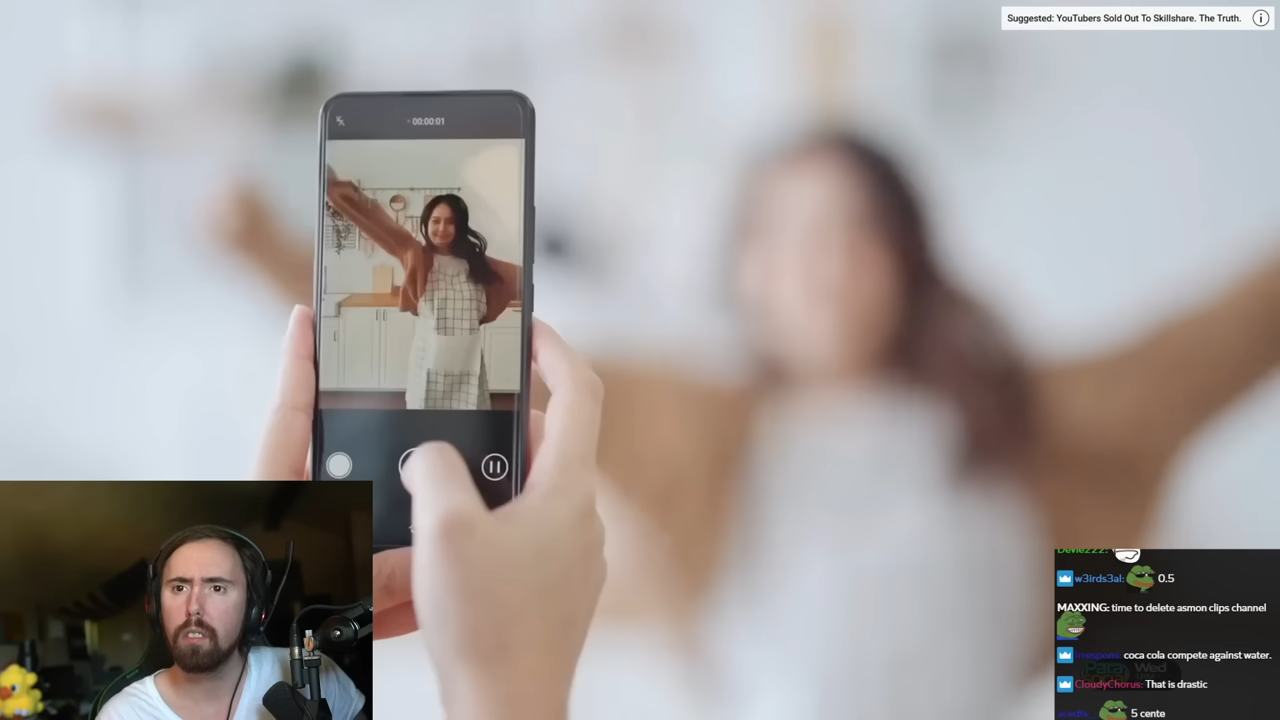 Suggested: YouTubers Sold Out To Skillshare. The Truth.
00:00:01
w3irds3al: 0.5
MAXXING: time to delete asmon clips channel
coca cola compete against water.
CloudyChorus: That is drastic
5 cente